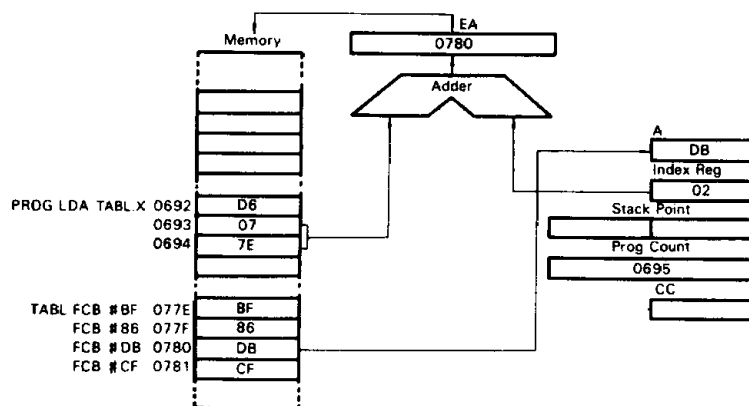 EA
Memory
0780
Adder
A
DB
Index Reg
02
PROG LDA TABL.X 0692 D6
0693 07
0694 7E
Stack Point
Prog Count
0695
CC
TABL FCB #BF 077E BF
FCB #86 077F 86
FCB #DB 0780 DB
FCB #CF 0781 CF